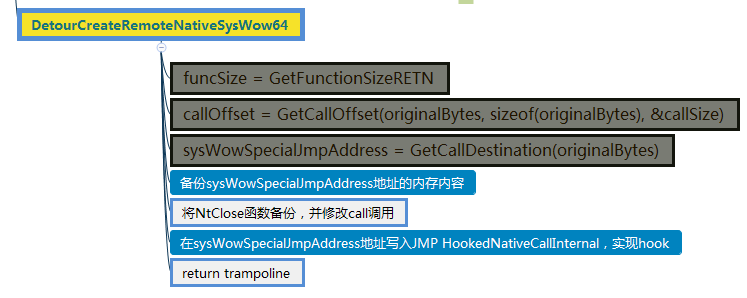 DetourCreateRemoteNativeSysWow64
funcSize = GetFunctionSizeRETN
callOffset = GetCallOffset(originalBytes, sizeof(originalBytes), &callSize)
sysWowSpecialJmpAddress = GetCallDestination(originalBytes)
备份sysWowSpecialJmpAddress地址的内存内容
将NtClose函数备份，并修改call调用
在sysWowSpecialJmpAddress地址写入JMP HookedNativeCallInternal，实现hook
return trampoline